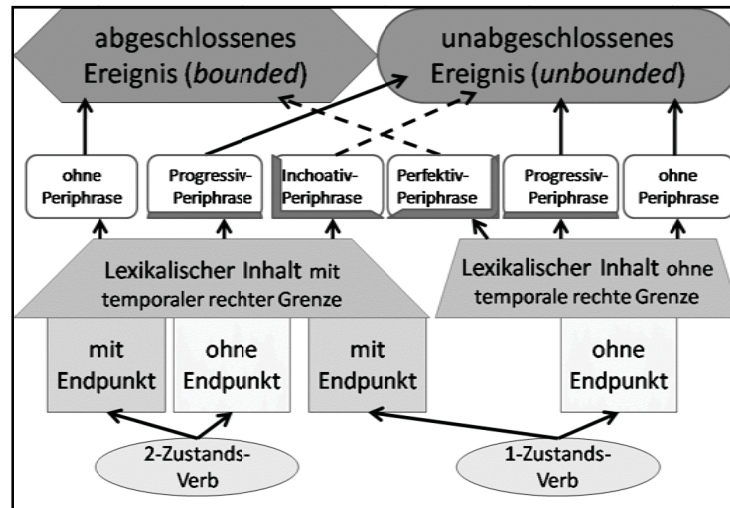 abgeschlossenes
Ereignis (bounded)
unabgeschlossenes
Ereignis (unbounded)
ohne
Periphrase
Progressiv-
Periphrase
Inchoativ-
Periphrase
Perfektiv-
Periphrase
Progressiv-
Periphrase
ohne
Periphrase
Lexikalischer Inhalt mit
temporaler rechter Grenze
Lexikalischer Inhalt ohne
temporale rechte Grenze
mit
Endpunkt
ohne
Endpunkt
mit
Endpunkt
ohne
Endpunkt
2-Zustands-
Verb
1-Zustands-
Verb